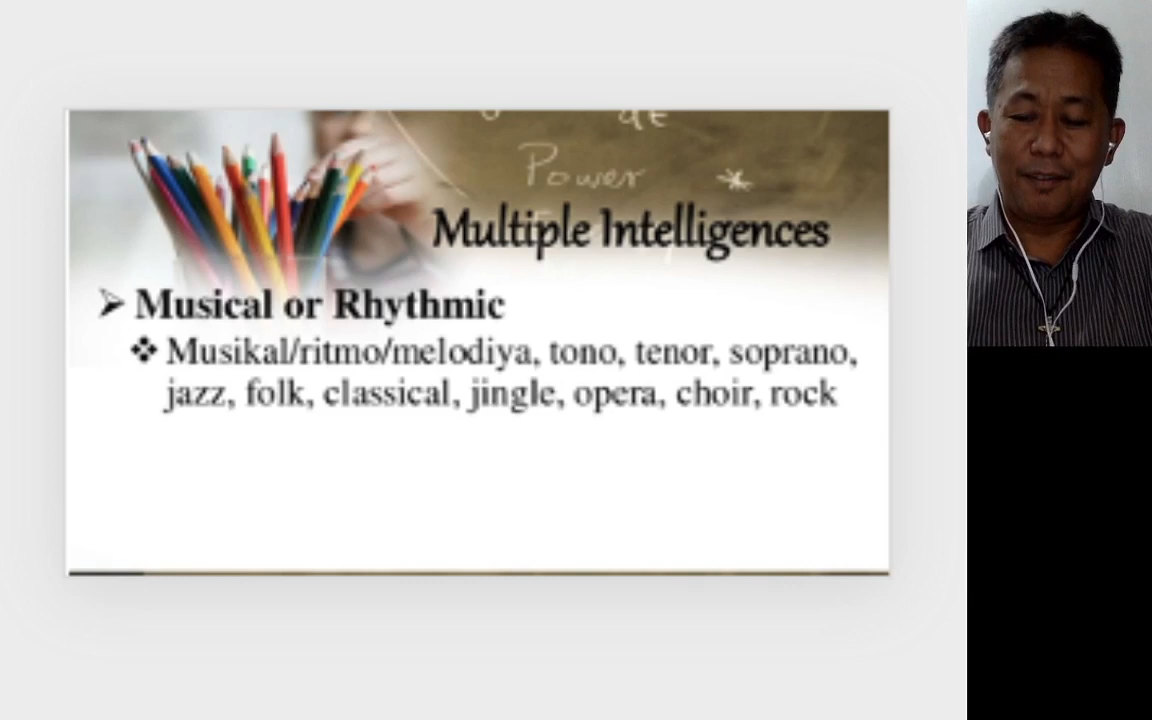 Power
Multiple Intelligences
Musical or Rhythmic
Musikal/ritmo/melodiya, tono, tenor, soprano,
jazz, folk, classical, jingle, opera, choir, rock